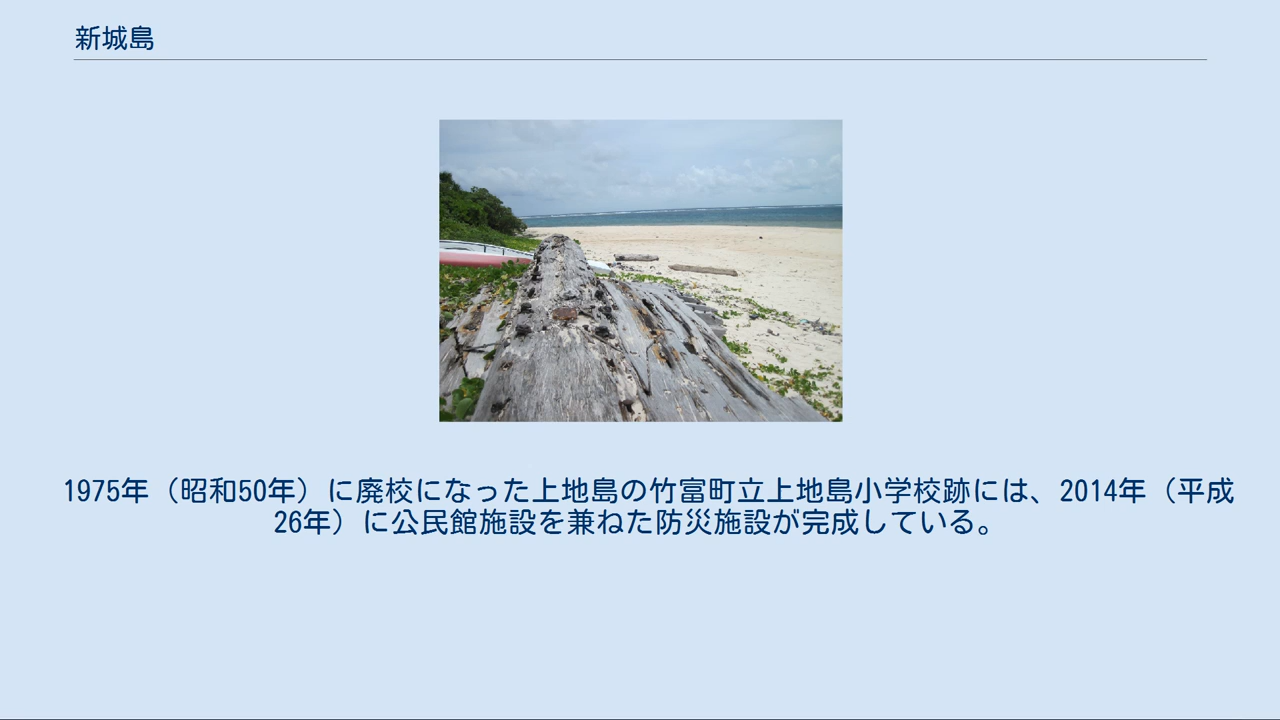 新城島
1975年（昭和50年）に廃校になった上地島の竹富町立上地島小学校跡には、2014年（平成
26年）に公民館施設を兼ねた防災施設が完成している。